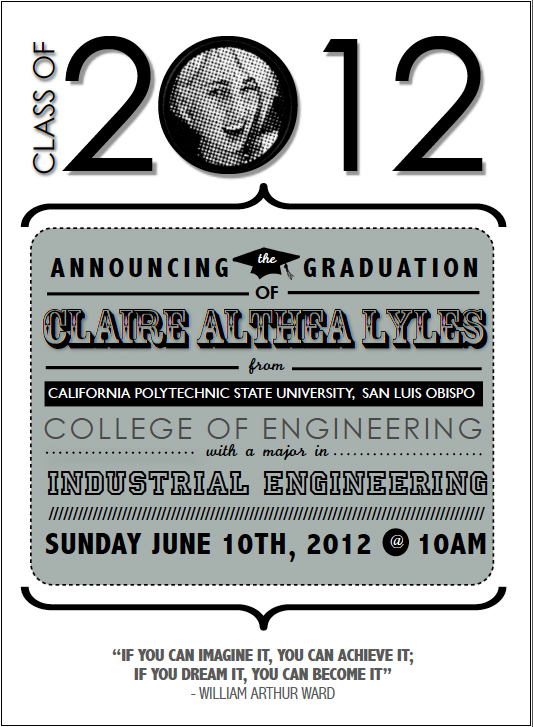 CLASS OF
2012
ANNOUNCING the GRADUATION
OF
CLAIRE ALTHEA LYLES
from
CALIFORNIA POLYTECHNIC STATE UNIVERSITY, SAN LUIS OBISPO
COLLEGE OF ENGINEERING
with a major in
INDUSTRIAL ENGINEERING
SUNDAY JUNE 10TH, 2012 @ 10AM
“IF YOU CAN IMAGINE IT, YOU CAN ACHIEVE IT;
IF YOU DREAM IT, YOU CAN BECOME IT”
- WILLIAM ARTHUR WARD